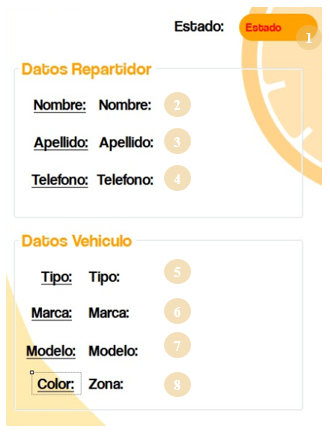 Estado: Estado
1
Datos Repartidor
Nombre: Nombre: 2
Apellido: Apellido: 3
Telefono: Telefono: 4
Datos Vehiculo
Tipo: Tipo: 5
Marca: Marca: 6
Modelo: Modelo: 7
Color: Zona: 8